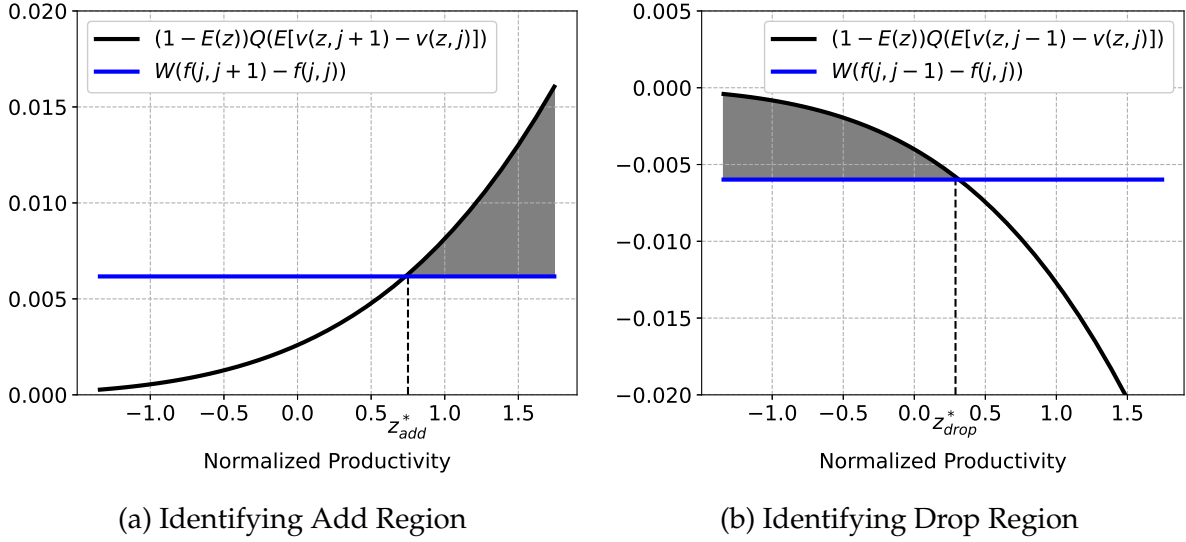 0.020
0.015
0.010
0.005
0.000
(1 − E(z))Q(E[v(z, j + 1) − v(z, j)])
W(f(j, j + 1) − f(j, j))
−1.0 −0.5 0.0 0.5 1.0 1.5
z*add
Normalized Productivity
(a) Identifying Add Region
0.005
0.000
−0.005
−0.010
−0.015
−0.020
(1 − E(z))Q(E[v(z, j − 1) − v(z, j)])
W(f(j, j − 1) − f(j, j))
−1.0 −0.5 0.0 0.5 1.0 1.5
z*drop
Normalized Productivity
(b) Identifying Drop Region